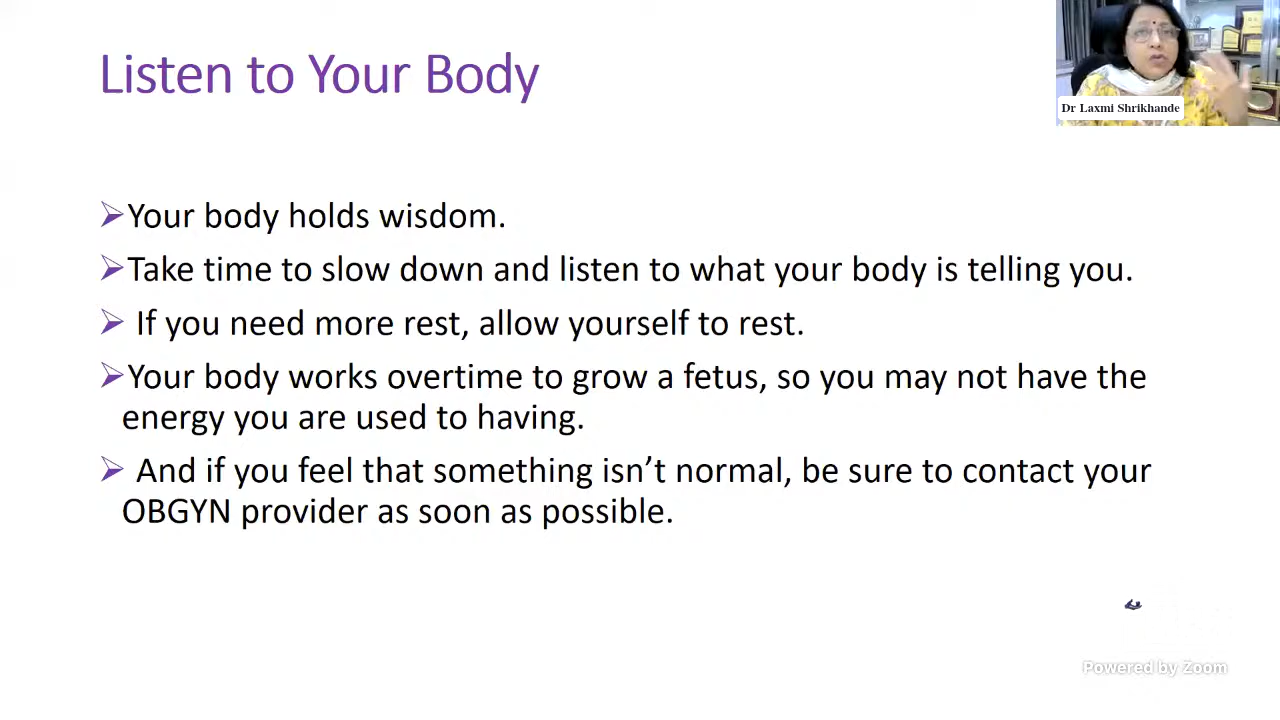 Listen to Your Body
Dr Laxmi Shrikhande
Your body holds wisdom.
Take time to slow down and listen to what your body is telling you.
If you need more rest, allow yourself to rest.
Your body works overtime to grow a fetus, so you may not have the
energy you are used to having.
And if you feel that something isn’t normal, be sure to contact your
OBGYN provider as soon as possible.
Powered by Zoom